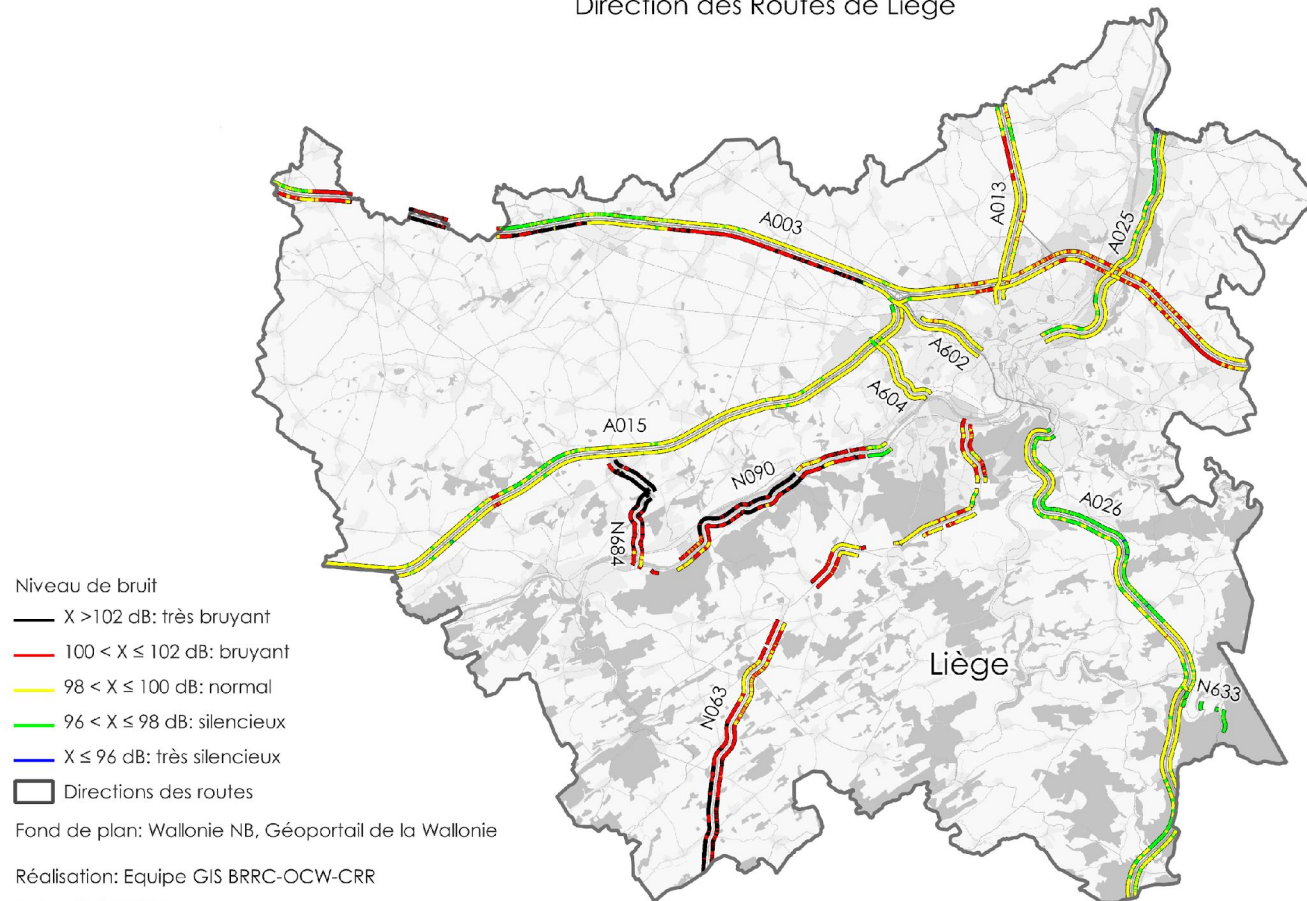 Direction des Routes de Liège
A003
A013
A025
A602
A604
A015
N090
N684
A026
Liège
N633
N063
Niveau de bruit
X >102 dB: très bruyant
100 < X ≤ 102 dB: bruyant
98 < X ≤ 100 dB: normal
96 < X ≤ 98 dB: silencieux
X ≤ 96 dB: très silencieux
Directions des routes
Fond de plan: Wallonie NB, Géoportail de la Wallonie
Réalisation: Equipe GIS BRRC-OCW-CRR